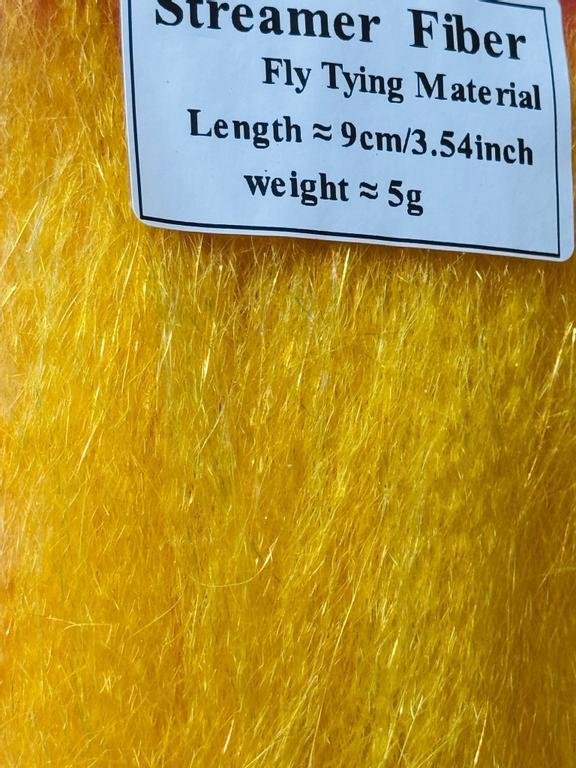 Streamer Fiber
Fly Tying Material
Length ≈ 9cm/3.54inch
weight ≈ 5g